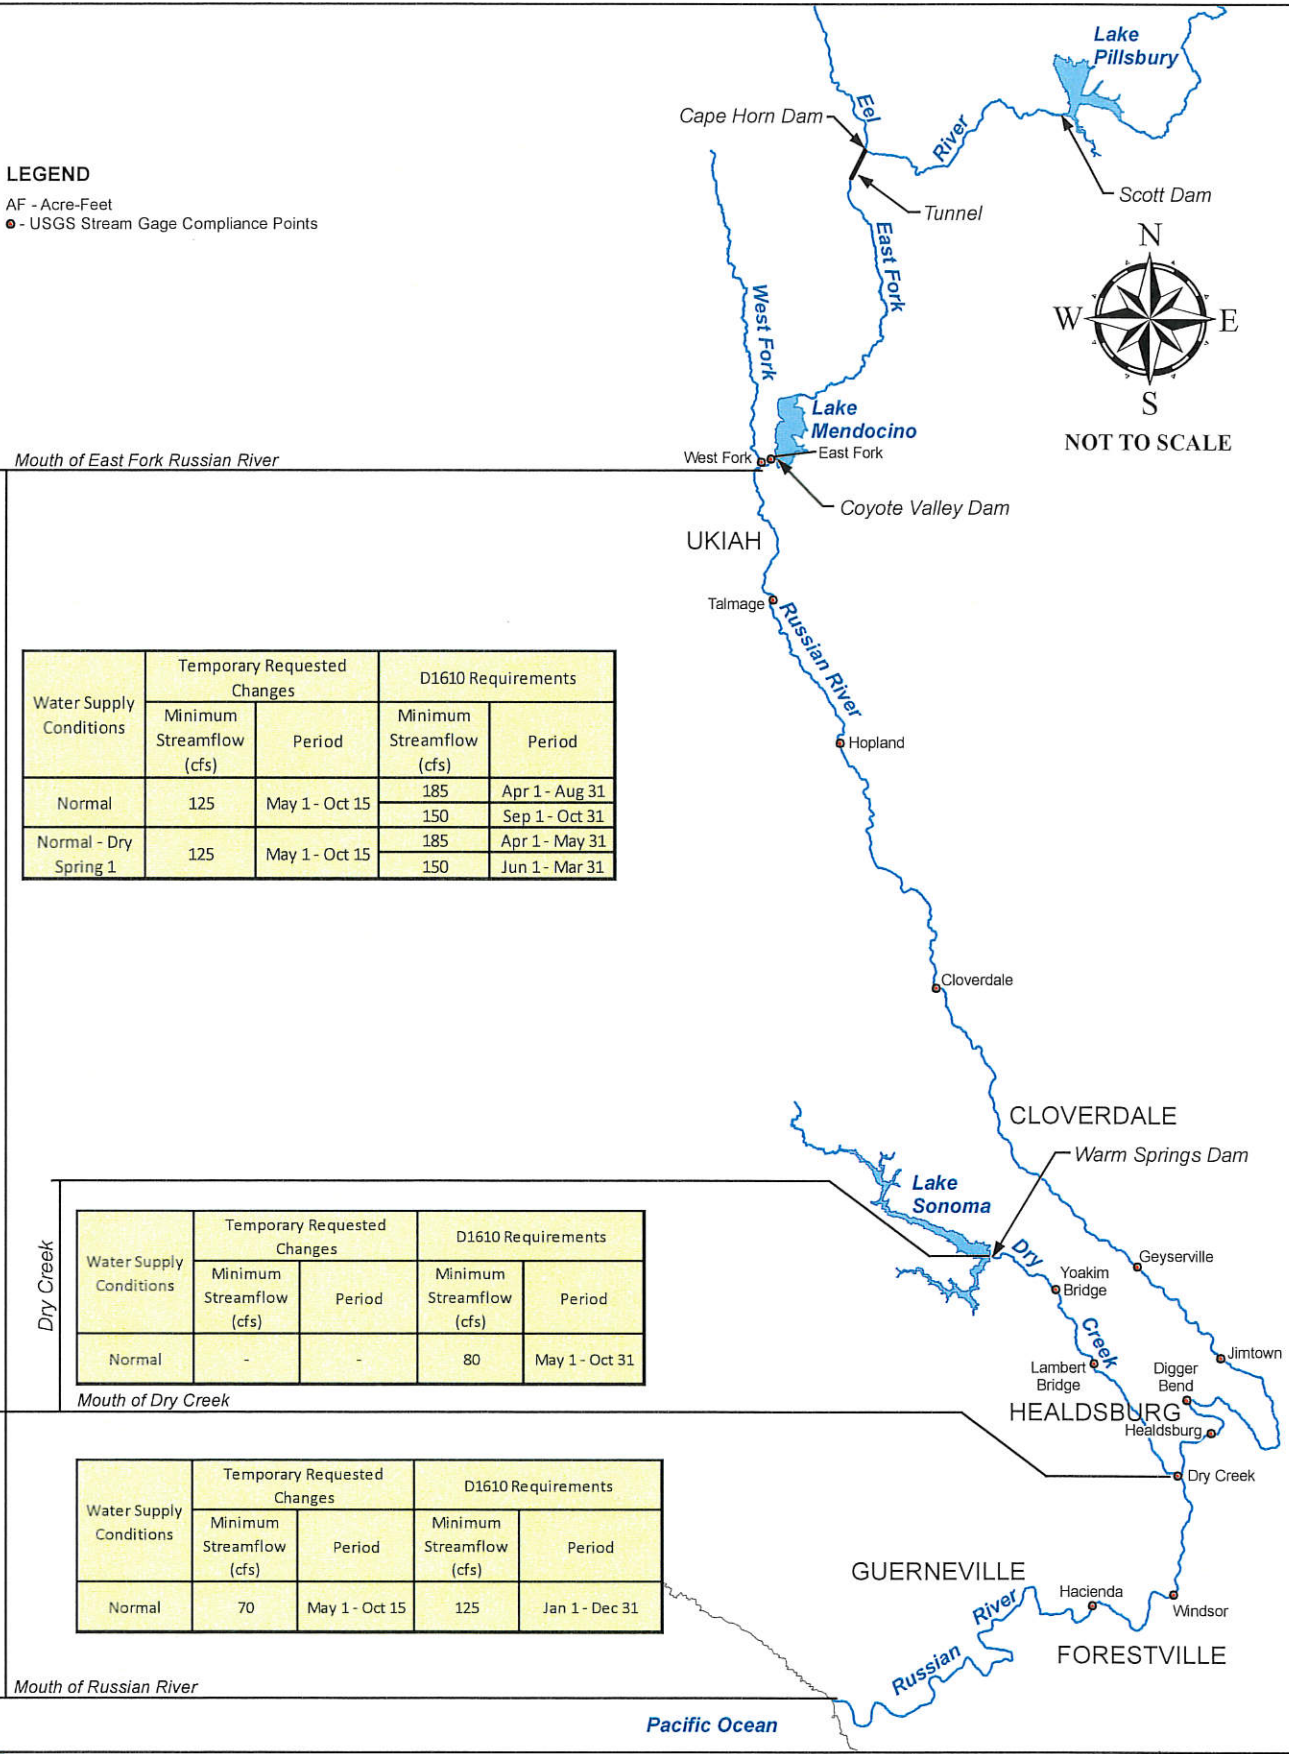 Lake
Pillsbury
Eel
River
Cape Horn Dam
Scott Dam
Tunnel
LEGEND
AF - Acre-Feet
- USGS Stream Gage Compliance Points
N
W
E
S
NOT TO SCALE
East Fork
West Fork
Lake
Mendocino
Mouth of East Fork Russian River
West Fork
East Fork
Coyote Valley Dam
UKIAH
Talmage
Russian River
Hopland
Water Supply
Conditions
Temporary Requested
Changes
D1610 Requirements
Minimum
Streamflow
(cfs)
Period
Minimum
Streamflow
(cfs)
Period
Normal
125
May 1 - Oct 15
185
Apr 1 - Aug 31
150
Sep 1 - Oct 31
Normal - Dry
Spring 1
125
May 1 - Oct 15
185
Apr 1 - May 31
150
Jun 1 - Mar 31
Cloverdale
CLOVERDALE
Warm Springs Dam
Lake
Sonoma
Dry
Creek
Geyserville
Yoakim
Bridge
Jimtown
Lambert
Bridge
Digger
Bend
HEALDSBURG
Healdsburg
Dry Creek
Dry Creek
Water Supply
Conditions
Temporary Requested
Changes
D1610 Requirements
Minimum
Streamflow
(cfs)
Period
Minimum
Streamflow
(cfs)
Period
Normal
-
-
80
May 1 - Oct 31
Mouth of Dry Creek
Water Supply
Conditions
Temporary Requested
Changes
D1610 Requirements
Minimum
Streamflow
(cfs)
Period
Minimum
Streamflow
(cfs)
Period
Normal
70
May 1 - Oct 15
125
Jan 1 - Dec 31
GUERNEVILLE
Hacienda
Windsor
FORESTVILLE
Russian
River
Mouth of Russian River
Pacific Ocean